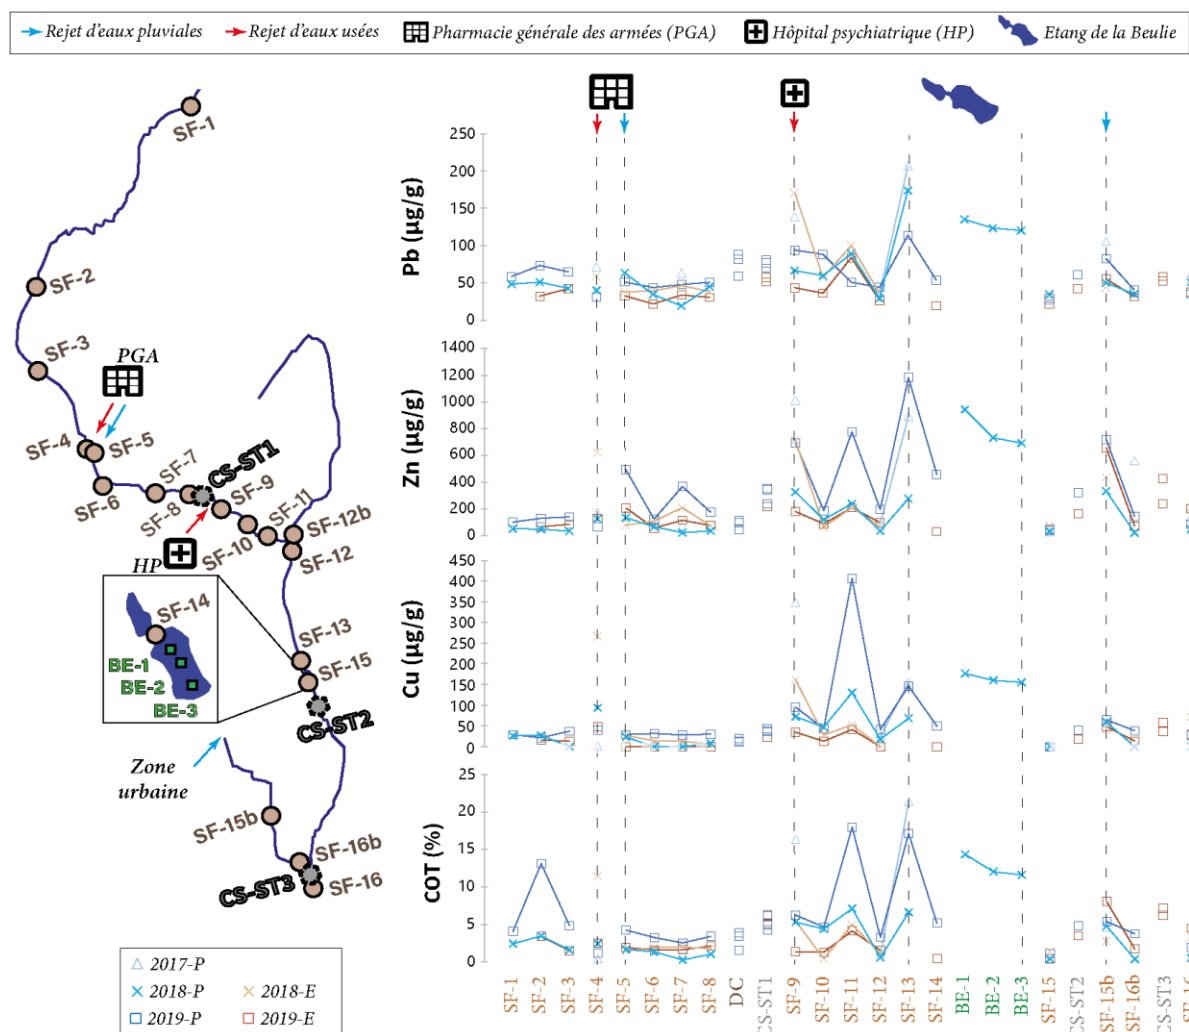 Rejet d'eaux pluviales
Rejet d'eaux usées
Pharmacie générale des armées (PGA)
Hôpital psychiatrique (HP)
Etang de la Beulie
SF-1
SF-2
SF-3
PGA
SF-4
SF-5
SF-6
SF-7
SF-8
CS-ST1
SF-9
HP
SF-10
SF-11
SF-12b
SF-12
SF-14
BE-1
BE-2
BE-3
SF-13
SF-15
CS-ST2
Zone
urbaine
SF-15b
SF-16b
CS-ST3
SF-16
2017-P
2018-P
2018-E
2019-P
2019-E
Pb (µg/g)
250
200
150
100
50
0
Zn (µg/g)
1400
1200
1000
800
600
400
200
0
Cu (µg/g)
450
400
350
300
250
200
150
100
50
0
COT (%)
25
20
15
10
5
0
SF-1
SF-2
SF-3
SF-4
SF-5
SF-6
SF-7
SF-8
DC
CS-ST1
SF-9
SF-10
SF-11
SF-12
SF-13
SF-14
BE-1
BE-2
BE-3
SF-15
CS-ST2
SF-15b
SF-16b
CS-ST3